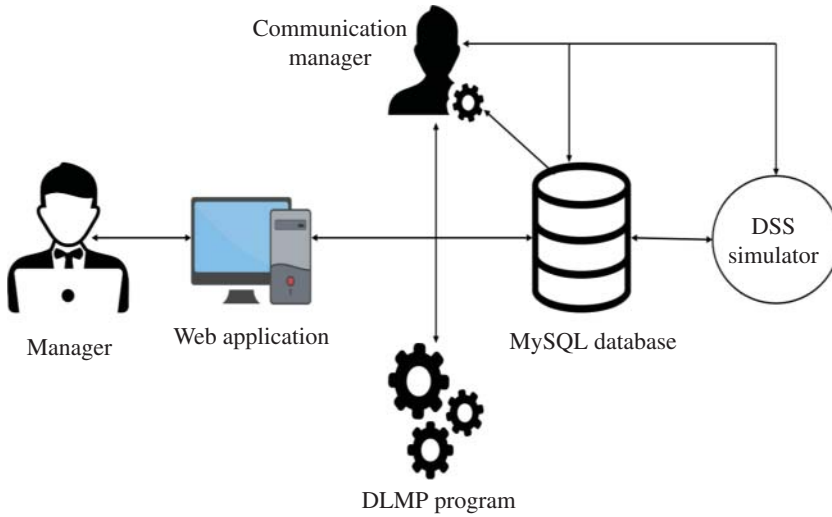 Communication
manager
DSS
simulator
Manager
Web application
MySQL database
DLMP program